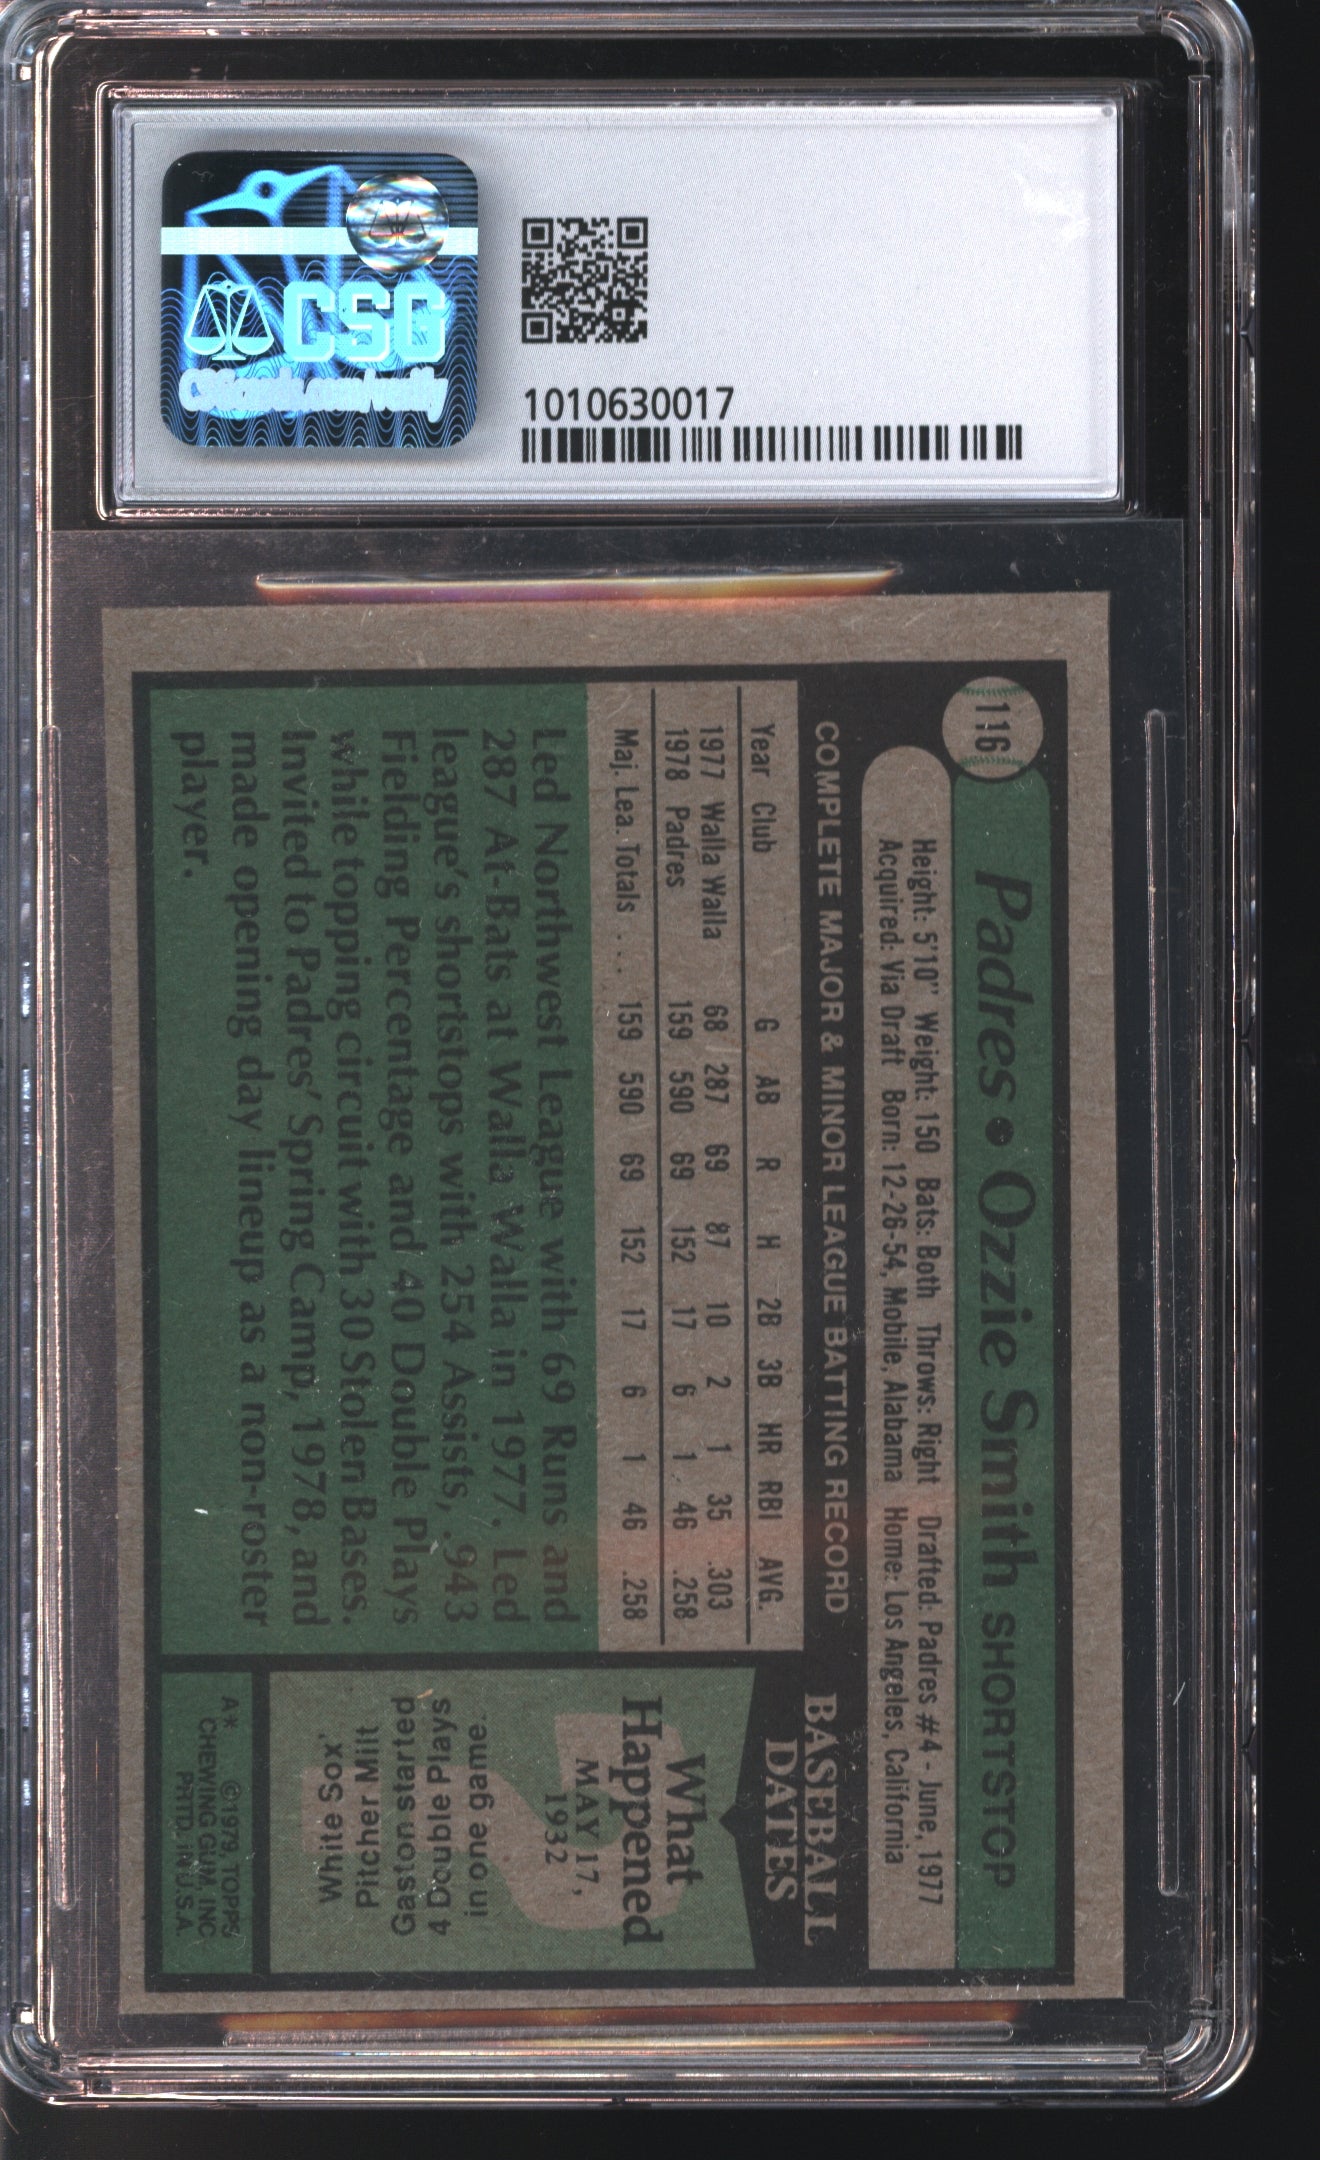 CSG
CSGcards.com/verify
1010630017
116
Padres • Ozzie Smith SHORTSTOP
Height: 5'10" Weight: 150 Bats: Both Throws: Right Drafted: Padres #4 - June, 1977
Acquired: Via Draft Born: 12-26-54, Mobile, Alabama Home: Los Angeles, California
COMPLETE MAJOR & MINOR LEAGUE BATTING RECORD
Year Club G AB R H 2B 3B HR RBI AVG.
1977 Walla Walla 68 287 69 87 10 2 1 35 .303
1978 Padres 159 590 69 152 17 6 1 46 .258
Maj. Lea. Totals . . . 159 590 69 152 17 6 1 46 .258
Led Northwest League with 69 Runs and
287 At-Bats at Walla Walla in 1977. Led
league's shortstops with 254 Assists, .943
Fielding Percentage and 40 Double Plays
while topping circuit with 30 Stolen Bases.
Invited to Padres' Spring Camp, 1978, and
made opening day lineup as a non-roster
player.
BASEBALL
DATES
What
Happened
MAY 17,
1932
White Sox'
Pitcher Milt
Gaston started
4 Double Plays
in one game.
A* ©1979, TOPPS
CHEWING GUM, INC.
PRTD. IN U.S.A.